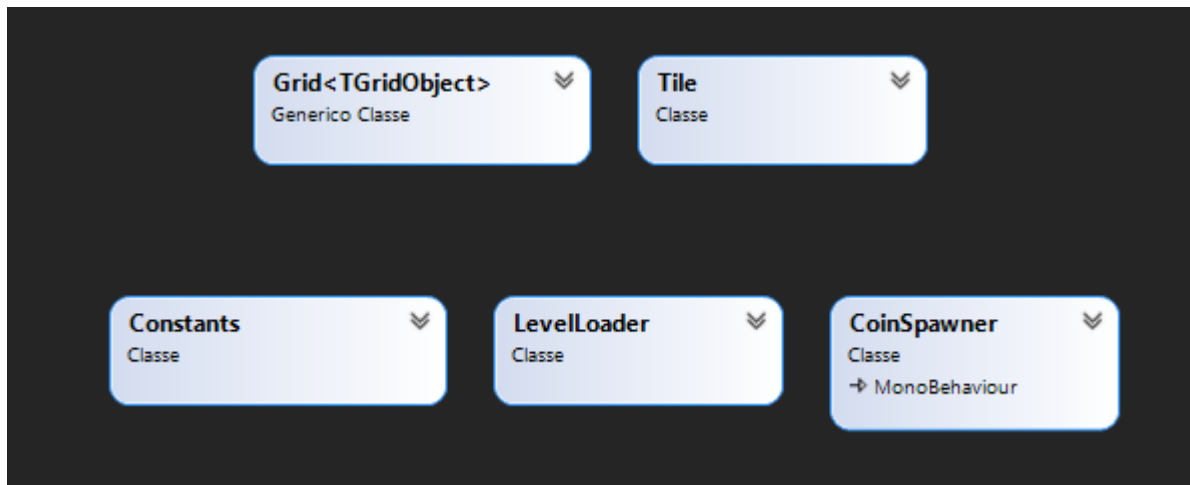 Grid<TGridObject>
Generico Classe
Tile
Classe
Constants
Classe
LevelLoader
Classe
CoinSpawner
Classe
MonoBehaviour